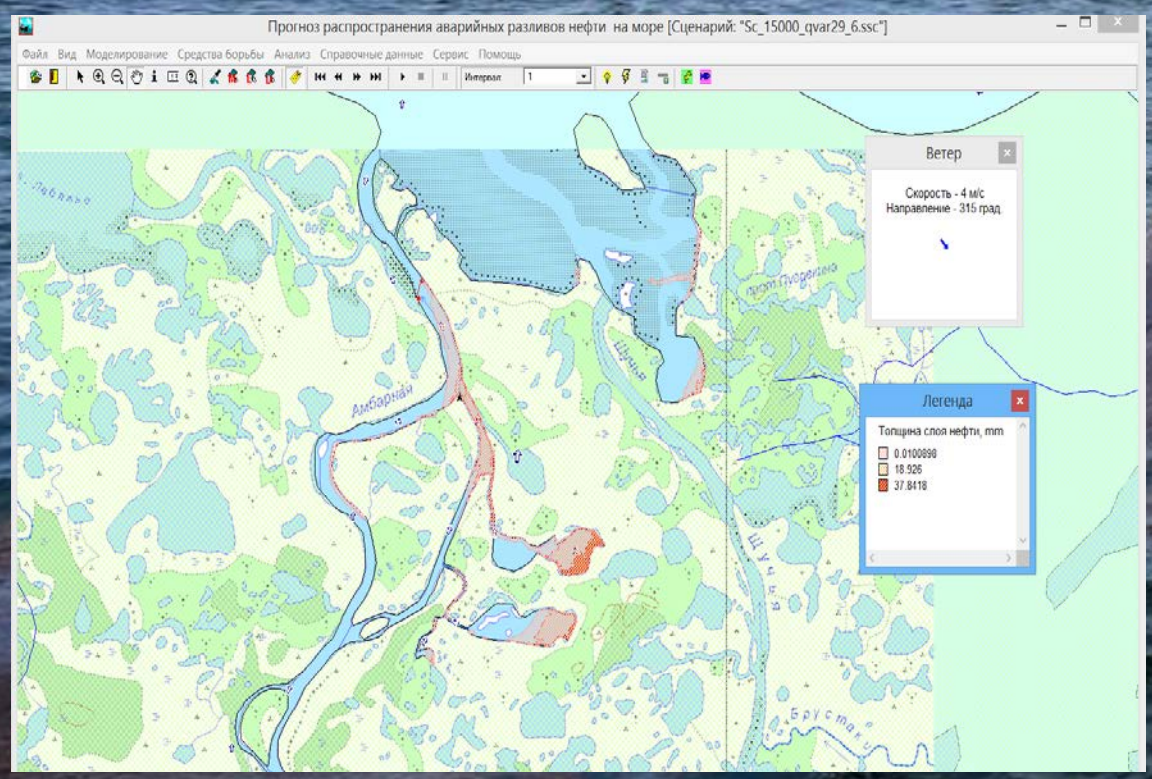 Прогноз распространения аварийных разливов нефти на море [Сценарий: "Sc_15000_qvar29_6.ssc"]
Файл Вид Моделирование Средства борьбы Анализ Справочные данные Сервис Помощь
Интервал 1
Ветер
Скорость - 4 м/с
Направление - 315 град
Амбарная
Щучья
Легенда
Толщина слоя нефти, mm
0.0100898
18.926
37.8418